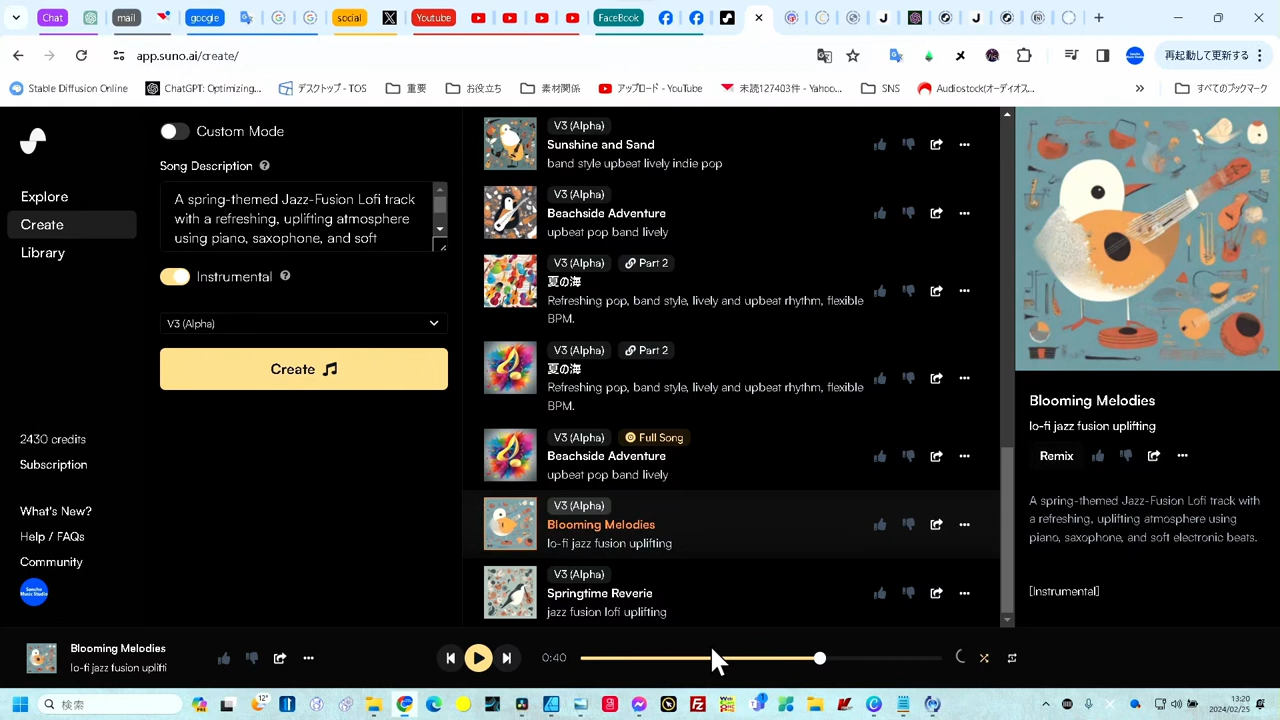 Chat
mail
google
social
Youtube
FaceBook
app.suno.ai/create/
再起動して更新する
Stable Diffusion Online
ChatGPT: Optimizing...
デスクトップ - TOS
重要
お役立ち
素材関係
アップロード - YouTube
未読127403件 - Yahoo...
SNS
Audiostock(オーディオス...
»
すべてのブックマーク
Explore
Create
Library
2430 credits
Subscription
What's New?
Help / FAQs
Community
Sancho
Music Studio
Custom Mode
Song Description
A spring-themed Jazz-Fusion Lofi track
with a refreshing, uplifting atmosphere
using piano, saxophone, and soft
Instrumental
V3 (Alpha)
Create
V3 (Alpha)
Sunshine and Sand
band style upbeat lively indie pop
V3 (Alpha)
Beachside Adventure
upbeat pop band lively
V3 (Alpha) Part 2
夏の海
Refreshing pop, band style, lively and upbeat rhythm, flexible
BPM.
V3 (Alpha) Part 2
夏の海
Refreshing pop, band style, lively and upbeat rhythm, flexible
BPM.
V3 (Alpha) Full Song
Beachside Adventure
upbeat pop band lively
V3 (Alpha)
Blooming Melodies
lo-fi jazz fusion uplifting
V3 (Alpha)
Springtime Reverie
jazz fusion lofi uplifting
Blooming Melodies
lo-fi jazz fusion uplifting
Remix
A spring-themed Jazz-Fusion Lofi track with
a refreshing, uplifting atmosphere using
piano, saxophone, and soft electronic beats.
[Instrumental]
Blooming Melodies
lo-fi jazz fusion uplifti
0:40
検索
12°
13:20
2024/02/25